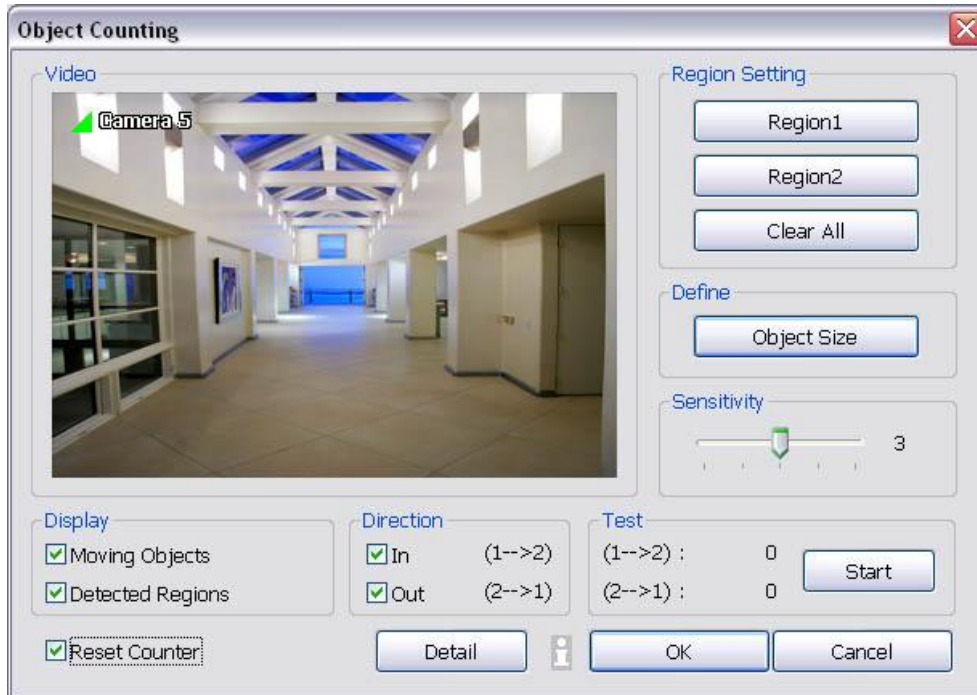 Object Counting
Video
Camera 5
Region Setting
Region1
Region2
Clear All
Define
Object Size
Sensitivity
3
Display
Moving Objects
Detected Regions
Direction
In (1-->2)
Out (2-->1)
Test
(1-->2) : 0
(2-->1) : 0
Start
Reset Counter
Detail
OK
Cancel